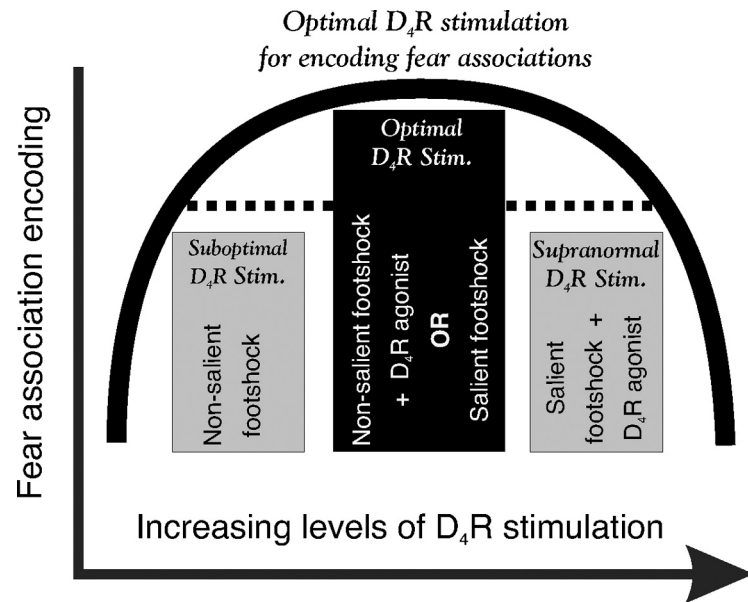 Optimal D₄R stimulation
for encoding fear associations
Fear association encoding
Optimal
D₄R Stim.
Suboptimal
D₄R Stim.
Supranormal
D₄R Stim.
Non-salient
footshock
Non-salient footshock
+ D₄R agonist
OR
Salient footshock
Salient
footshock +
D₄R agonist
Increasing levels of D₄R stimulation